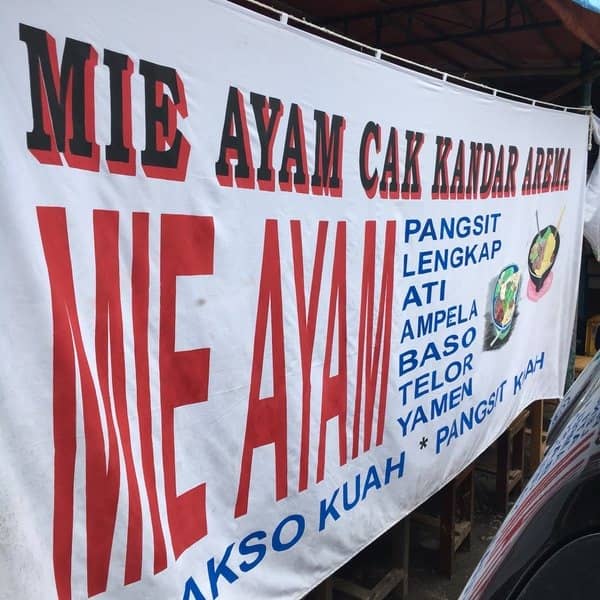 MIE AYAM CAK KANDAR AREMA
MIE AYAM
PANGSIT
LENGKAP
ATI
AMPELA
BASO
TELOR
YAMEN
AKSO KUAH * PANGSIT KUAH